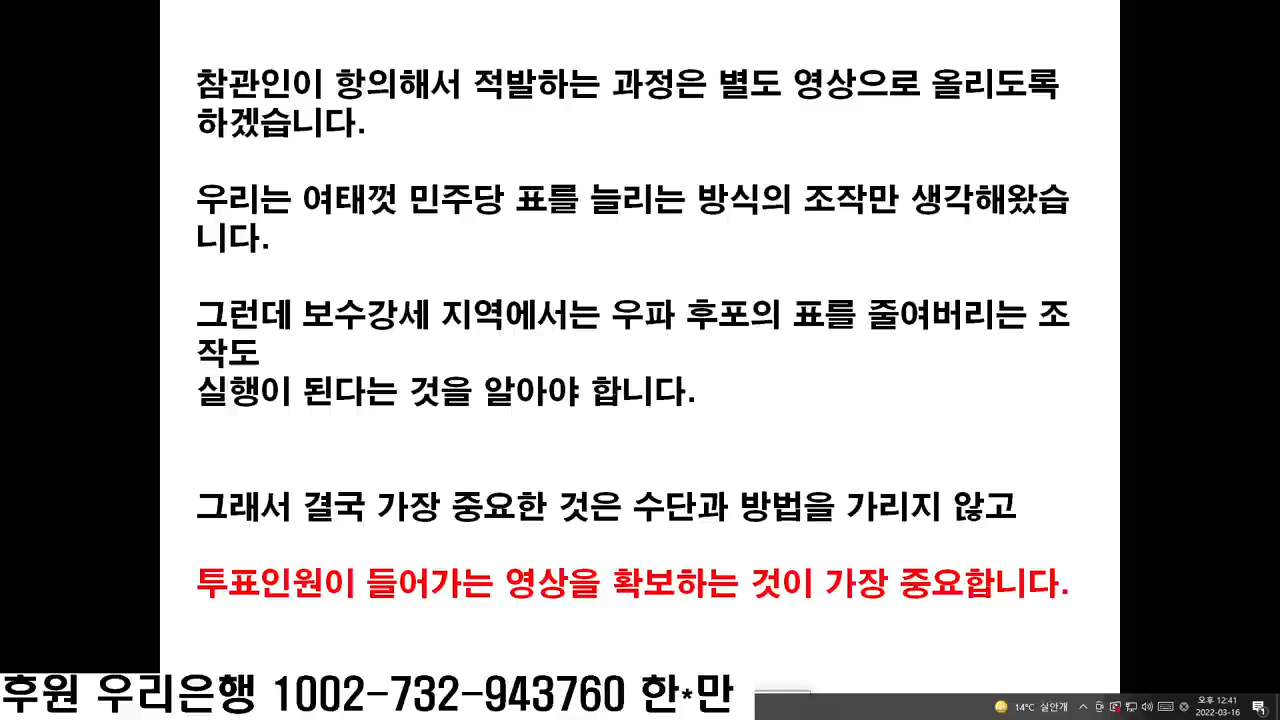 참관인이 항의해서 적발하는 과정은 별도 영상으로 올리도록
하겠습니다.
우리는 여태껏 민주당 표를 늘리는 방식의 조작만 생각해왔습
니다.
그런데 보수강세 지역에서는 우파 후포의 표를 줄여버리는 조
작도
실행이 된다는 것을 알아야 합니다.
그래서 결국 가장 중요한 것은 수단과 방법을 가리지 않고
투표인원이 들어가는 영상을 확보하는 것이 가장 중요합니다.
후원 우리은행 1002-732-943760 한*만
14°C 실안개
오후 12:41
2022-03-16